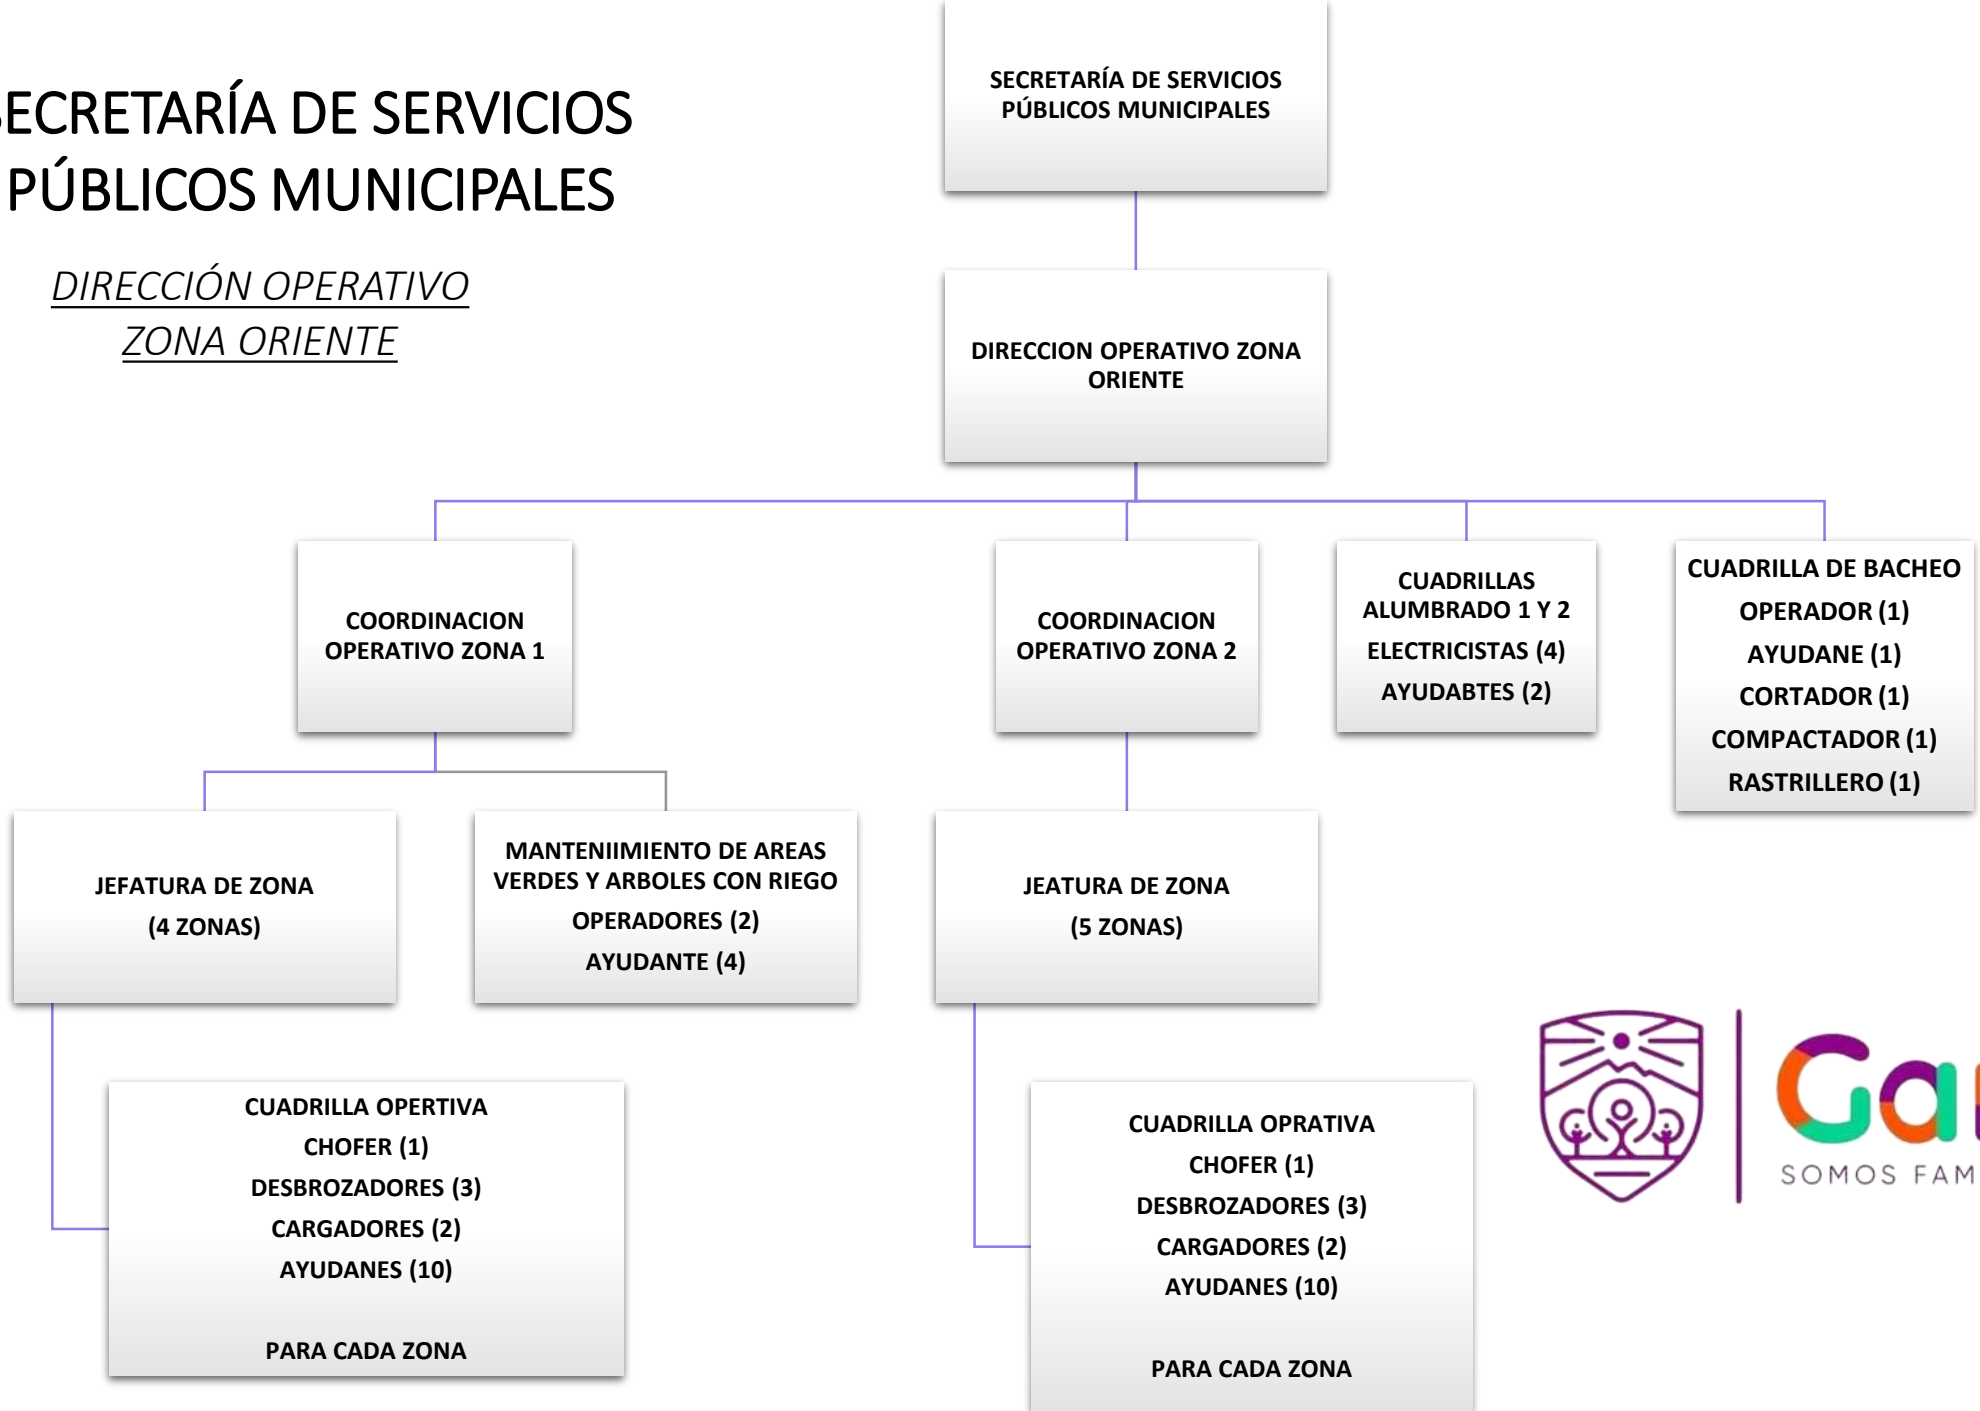 SECRETARÍA DE SERVICIOS
PÚBLICOS MUNICIPALES
DIRECCIÓN OPERATIVO
ZONA ORIENTE
SECRETARÍA DE SERVICIOS
PÚBLICOS MUNICIPALES
DIRECCION OPERATIVO ZONA
ORIENTE
COORDINACION
OPERATIVO ZONA 1
COORDINACION
OPERATIVO ZONA 2
CUADRILLAS
ALUMBRADO 1 Y 2
ELECTRICISTAS (4)
AYUDABTES (2)
CUADRILLA DE BACHEO
OPERADOR (1)
AYUDANE (1)
CORTADOR (1)
COMPACTADOR (1)
RASTRILLERO (1)
JEFATURA DE ZONA
(4 ZONAS)
MANTENIIMIENTO DE AREAS
VERDES Y ARBOLES CON RIEGO
OPERADORES (2)
AYUDANTE (4)
JEATURA DE ZONA
(5 ZONAS)
CUADRILLA OPERTIVA
CHOFER (1)
DESBROZADORES (3)
CARGADORES (2)
AYUDANES (10)
PARA CADA ZONA
CUADRILLA OPRATIVA
CHOFER (1)
DESBROZADORES (3)
CARGADORES (2)
AYUDANES (10)
PARA CADA ZONA
SOMOS FAM